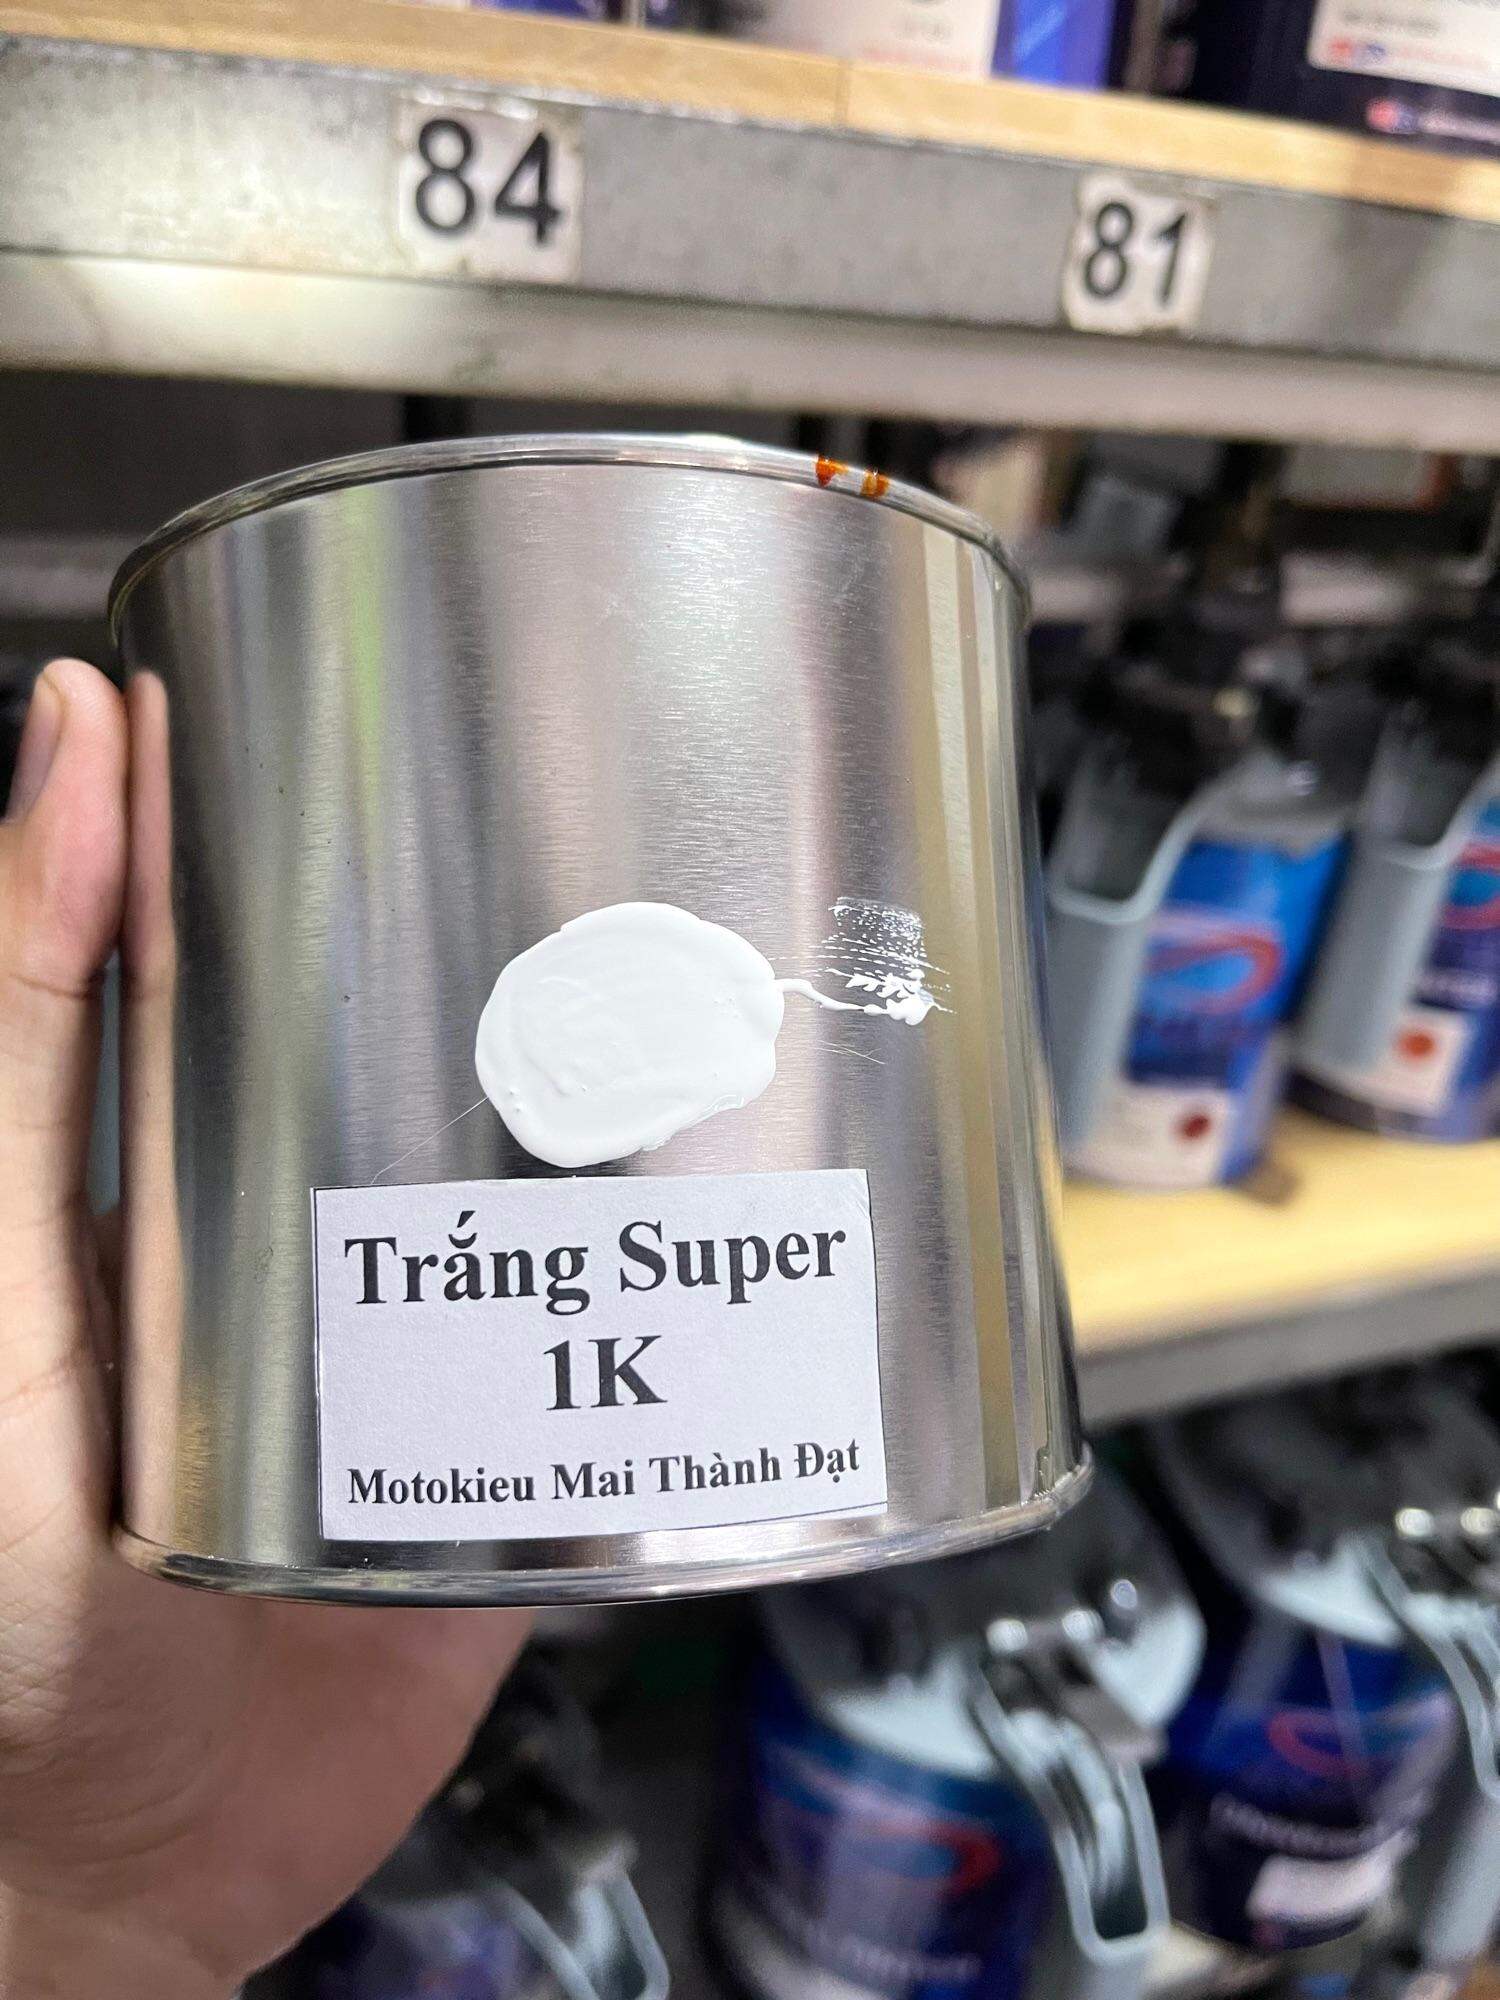 84
81
Trắng Super
1K
Motokieu Mai Thành Đạt